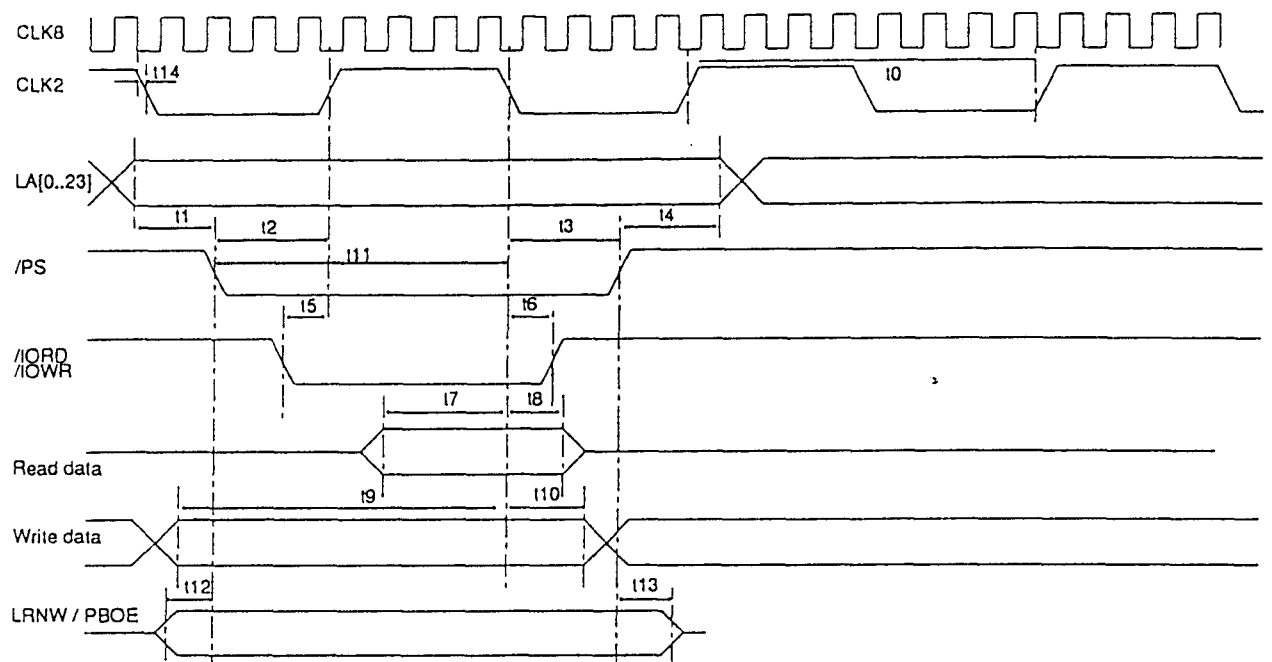 CLK8
CLK2
t14
t0
LA[0..23]
t1
t2
t3
t4
/PS
t11
t5
t6
/IORD
/IOWR
t7
t8
Read data
t9
t10
Write data
t12
t13
LRNW / PBOE